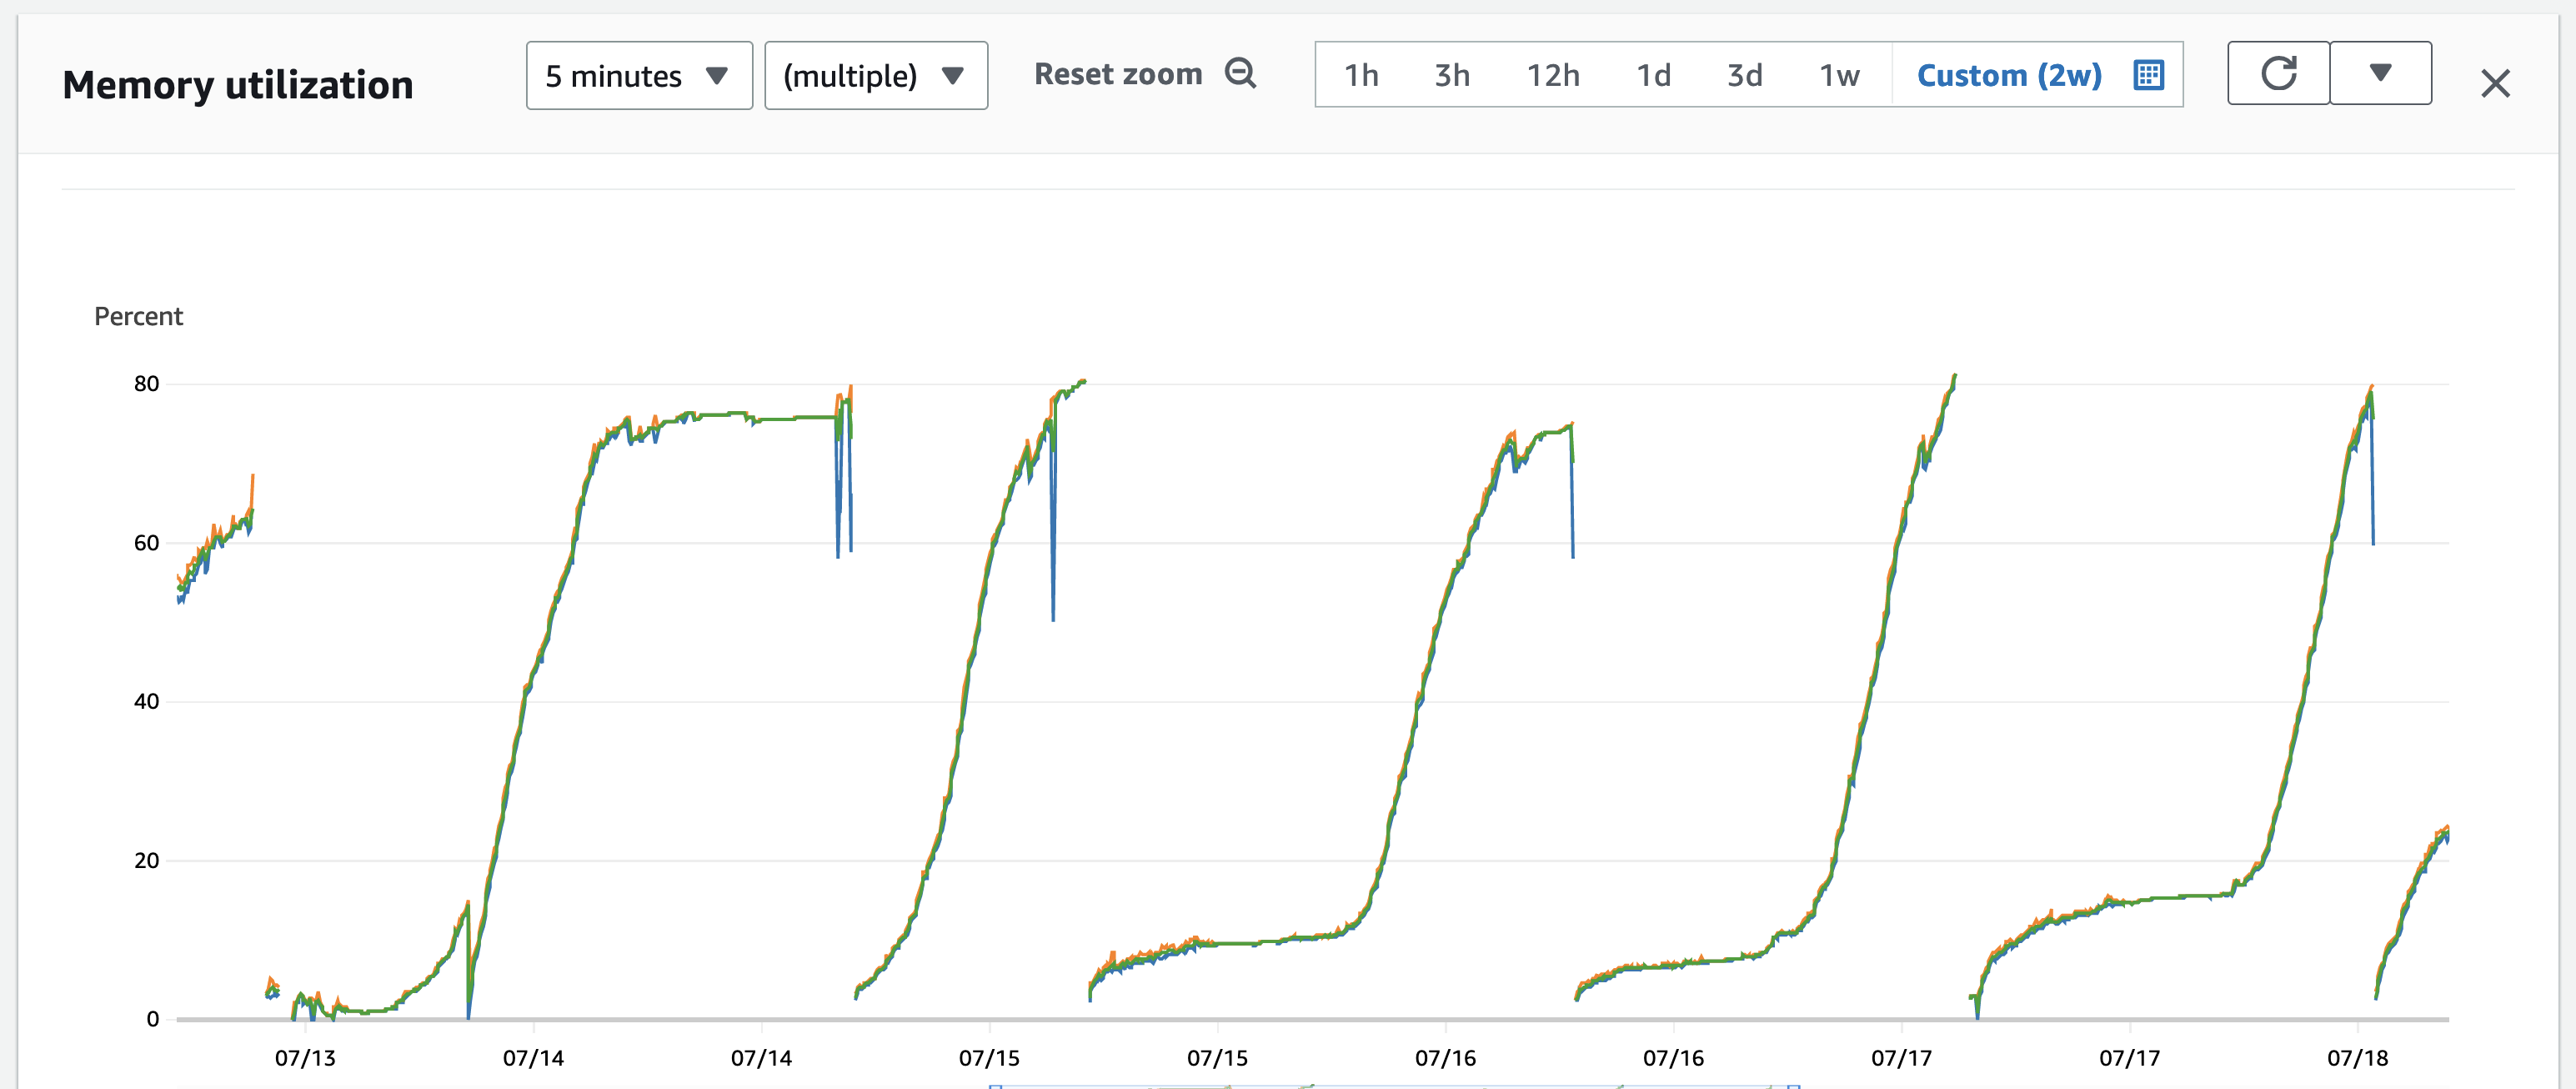 Memory utilization
5 minutes
(multiple)
Reset zoom
1h 3h 12h 1d 3d 1w Custom (2w)
Percent
80
60
40
20
0
07/13 07/14 07/14 07/15 07/15 07/16 07/16 07/17 07/17 07/18